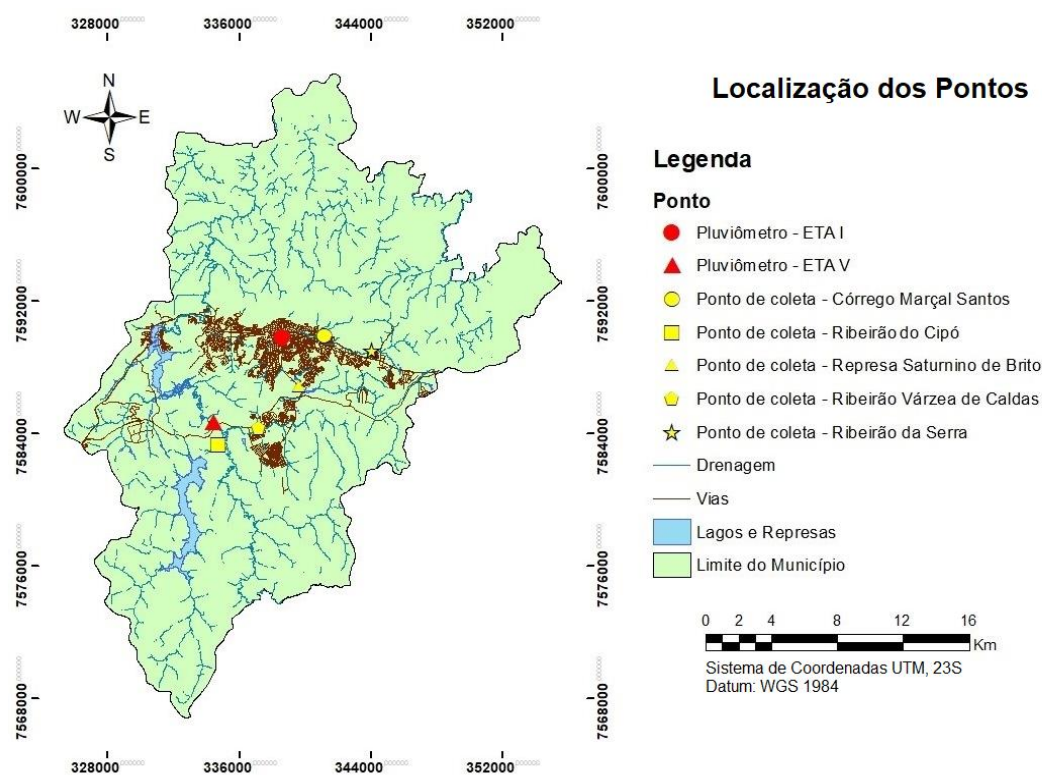 328000 336000 344000 352000
Localização dos Pontos
N
W E
S
Legenda
Ponto
Pluviômetro - ETA I
Pluviômetro - ETA V
Ponto de coleta - Córrego Marçal Santos
Ponto de coleta - Ribeirão do Cipó
Ponto de coleta - Represa Saturnino de Brito
Ponto de coleta - Ribeirão Várzea de Caldas
Ponto de coleta - Ribeirão da Serra
Drenagem
Vias
Lagos e Represas
Limite do Município
0 2 4 8 12 16
Km
Sistema de Coordenadas UTM, 23S
Datum: WGS 1984
7600000
7592000
7584000
7576000
7568000
7600000
7592000
7584000
7576000
7568000
328000 336000 344000 352000